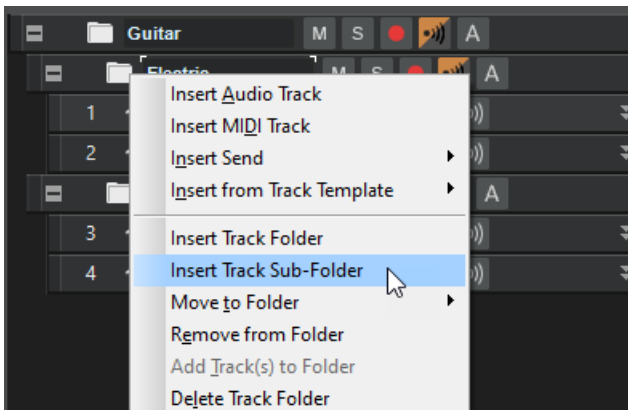 Guitar M S A
Electric M S A
1
2
A
3
4
Insert Audio Track
Insert MIDI Track
Insert Send
Insert from Track Template
Insert Track Folder
Insert Track Sub-Folder
Move to Folder
Remove from Folder
Add Track(s) to Folder
Delete Track Folder